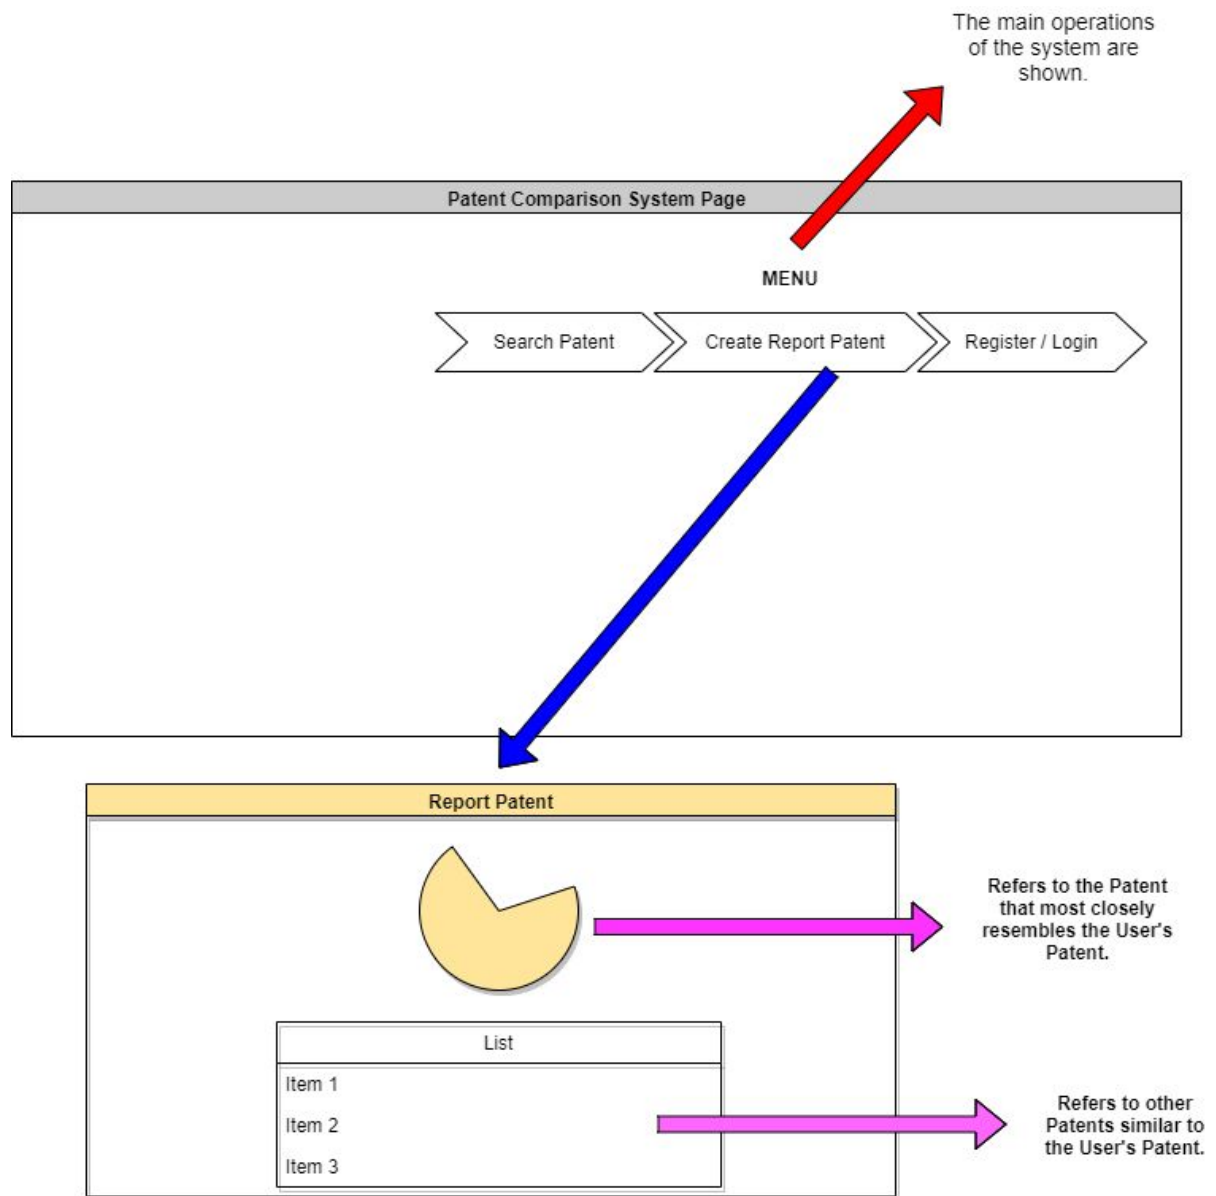 The main operations
of the system are
shown.
Patent Comparison System Page
MENU
Search Patent
Create Report Patent
Register / Login
Report Patent
Refers to the Patent
that most closely
resembles the User's
Patent.
List
Item 1
Item 2
Item 3
Refers to other
Patents similar to
the User's Patent.